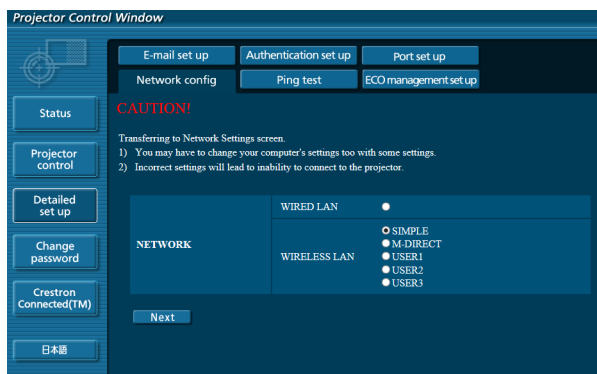 Projector Control Window
E-mail set up
Authentication set up
Port set up
Network config
Ping test
ECO management set up
Status
Projector
control
Detailed
set up
Change
password
Crestron
Connected(TM)
日本語
CAUTION!
Transferring to Network Settings screen.
1) You may have to change your computer's settings too with some settings.
2) Incorrect settings will lead to inability to connect to the projector.
NETWORK
WIRED LAN
WIRELESS LAN
SIMPLE
M-DIRECT
USER1
USER2
USER3
Next